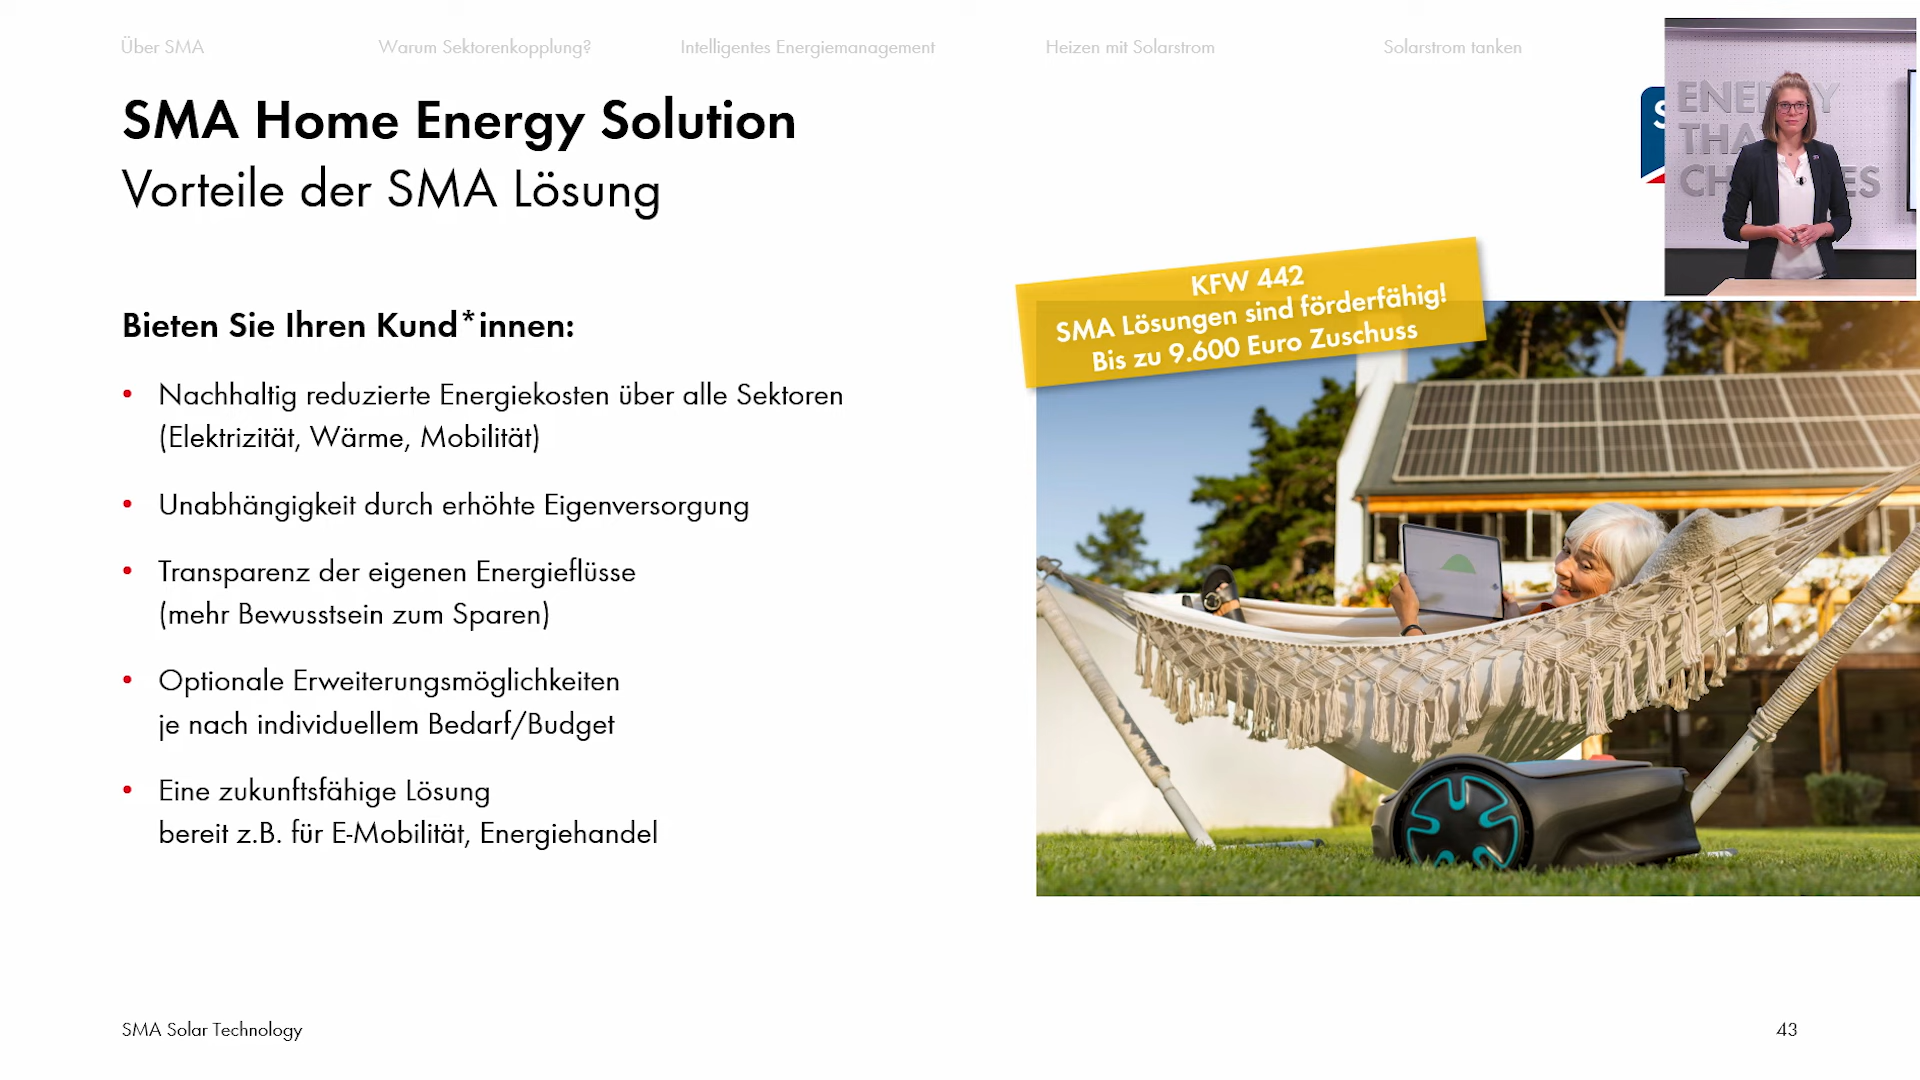 Über SMA
Warum Sektorenkopplung?
Intelligentes Energiemanagement
Heizen mit Solarstrom
Solarstrom tanken
SMA Home Energy Solution
Vorteile der SMA Lösung
Bieten Sie Ihren Kund*innen:
• Nachhaltig reduzierte Energiekosten über alle Sektoren
(Elektrizität, Wärme, Mobilität)
• Unabhängigkeit durch erhöhte Eigenversorgung
• Transparenz der eigenen Energieflüsse
(mehr Bewusstsein zum Sparen)
• Optionale Erweiterungsmöglichkeiten
je nach individuellem Bedarf/Budget
• Eine zukunftsfähige Lösung
bereit z.B. für E-Mobilität, Energiehandel
KFW 442
SMA Lösungen sind förderfähig!
Bis zu 9.600 Euro Zuschuss
SMA Solar Technology
43